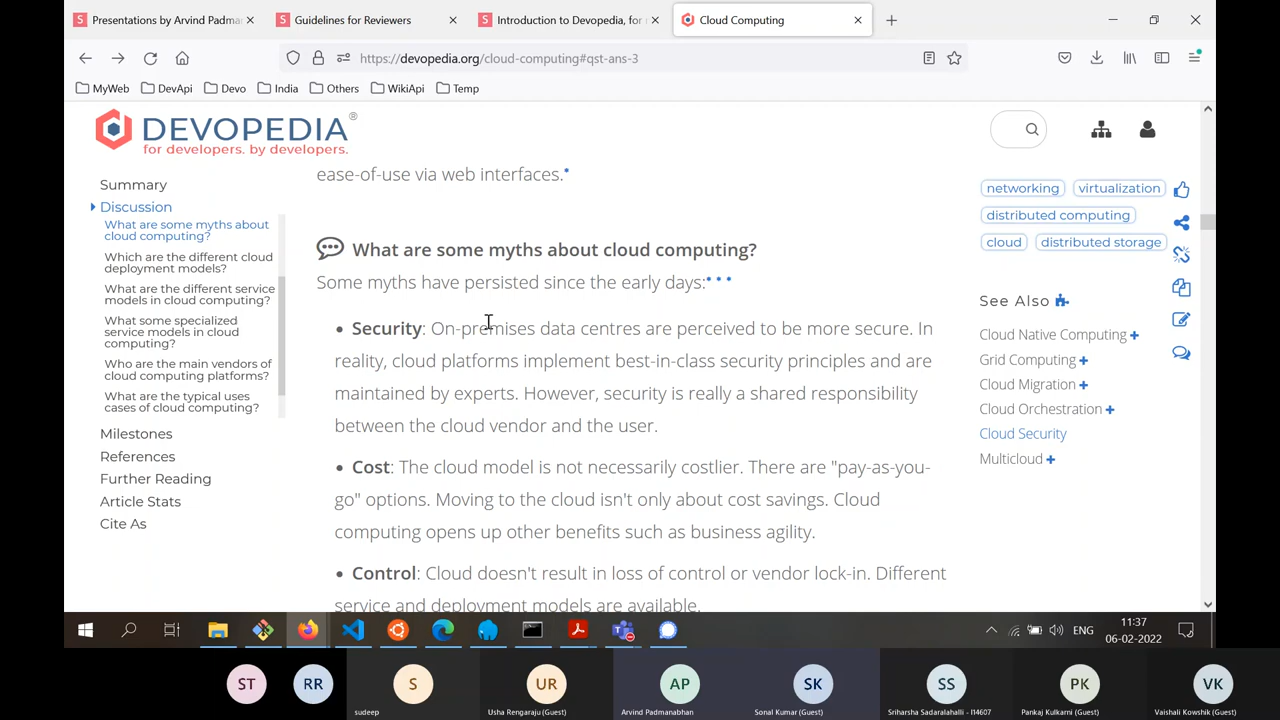 Presentations by Arvind Padmar
Guidelines for Reviewers
Introduction to Devopedia, for
Cloud Computing
https://devopedia.org/cloud-computing#qst-ans-3
MyWeb
DevApi
Devo
India
Others
WikiApi
Temp
DEVOPEDIA®
for developers. by developers.
Summary
Discussion
What are some myths about
cloud computing?
Which are the different cloud
deployment models?
What are the different service
models in cloud computing?
What some specialized
service models in cloud
computing?
Who are the main vendors of
cloud computing platforms?
What are the typical uses
cases of cloud computing?
Milestones
References
Further Reading
Article Stats
Cite As
ease-of-use via web interfaces.
What are some myths about cloud computing?
Some myths have persisted since the early days:
• Security: On-premises data centres are perceived to be more secure. In
reality, cloud platforms implement best-in-class security principles and are
maintained by experts. However, security is really a shared responsibility
between the cloud vendor and the user.
• Cost: The cloud model is not necessarily costlier. There are "pay-as-you-
go" options. Moving to the cloud isn't only about cost savings. Cloud
computing opens up other benefits such as business agility.
• Control: Cloud doesn't result in loss of control or vendor lock-in. Different
service and deployment models are available.
networking
virtualization
distributed computing
cloud
distributed storage
See Also
Cloud Native Computing +
Grid Computing +
Cloud Migration +
Cloud Orchestration +
Cloud Security
Multicloud +
ENG
11:37
06-02-2022
ST
RR
S
sudeep
UR
Usha Rengaraju (Guest)
AP
Arvind Padmanabhan
SK
Sonal Kumar (Guest)
SS
Sriharsha Sadaralahalli - I14607
PK
Pankaj Kulkarni (Guest)
VK
Vaishali Kowshik (Guest)